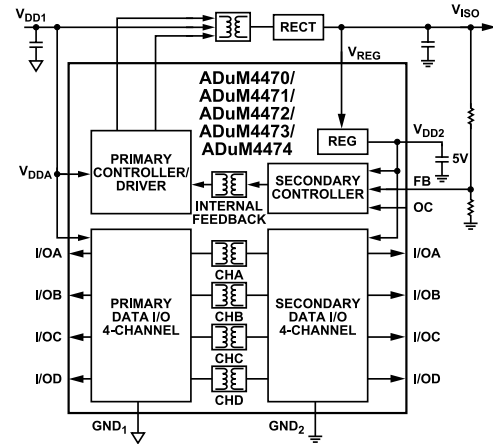 VDD1
RECT
VISO
VREG
ADuM4470/
ADuM4471/
ADuM4472/
ADuM4473/
ADuM4474
REG
VDD2
5V
VDDA
PRIMARY
CONTROLLER/
DRIVER
INTERNAL
FEEDBACK
SECONDARY
CONTROLLER
FB
OC
I/OA
I/OB
I/OC
I/OD
PRIMARY
DATA I/O
4-CHANNEL
CHA
CHB
CHC
CHD
SECONDARY
DATA I/O
4-CHANNEL
I/OA
I/OB
I/OC
I/OD
GND1
GND2